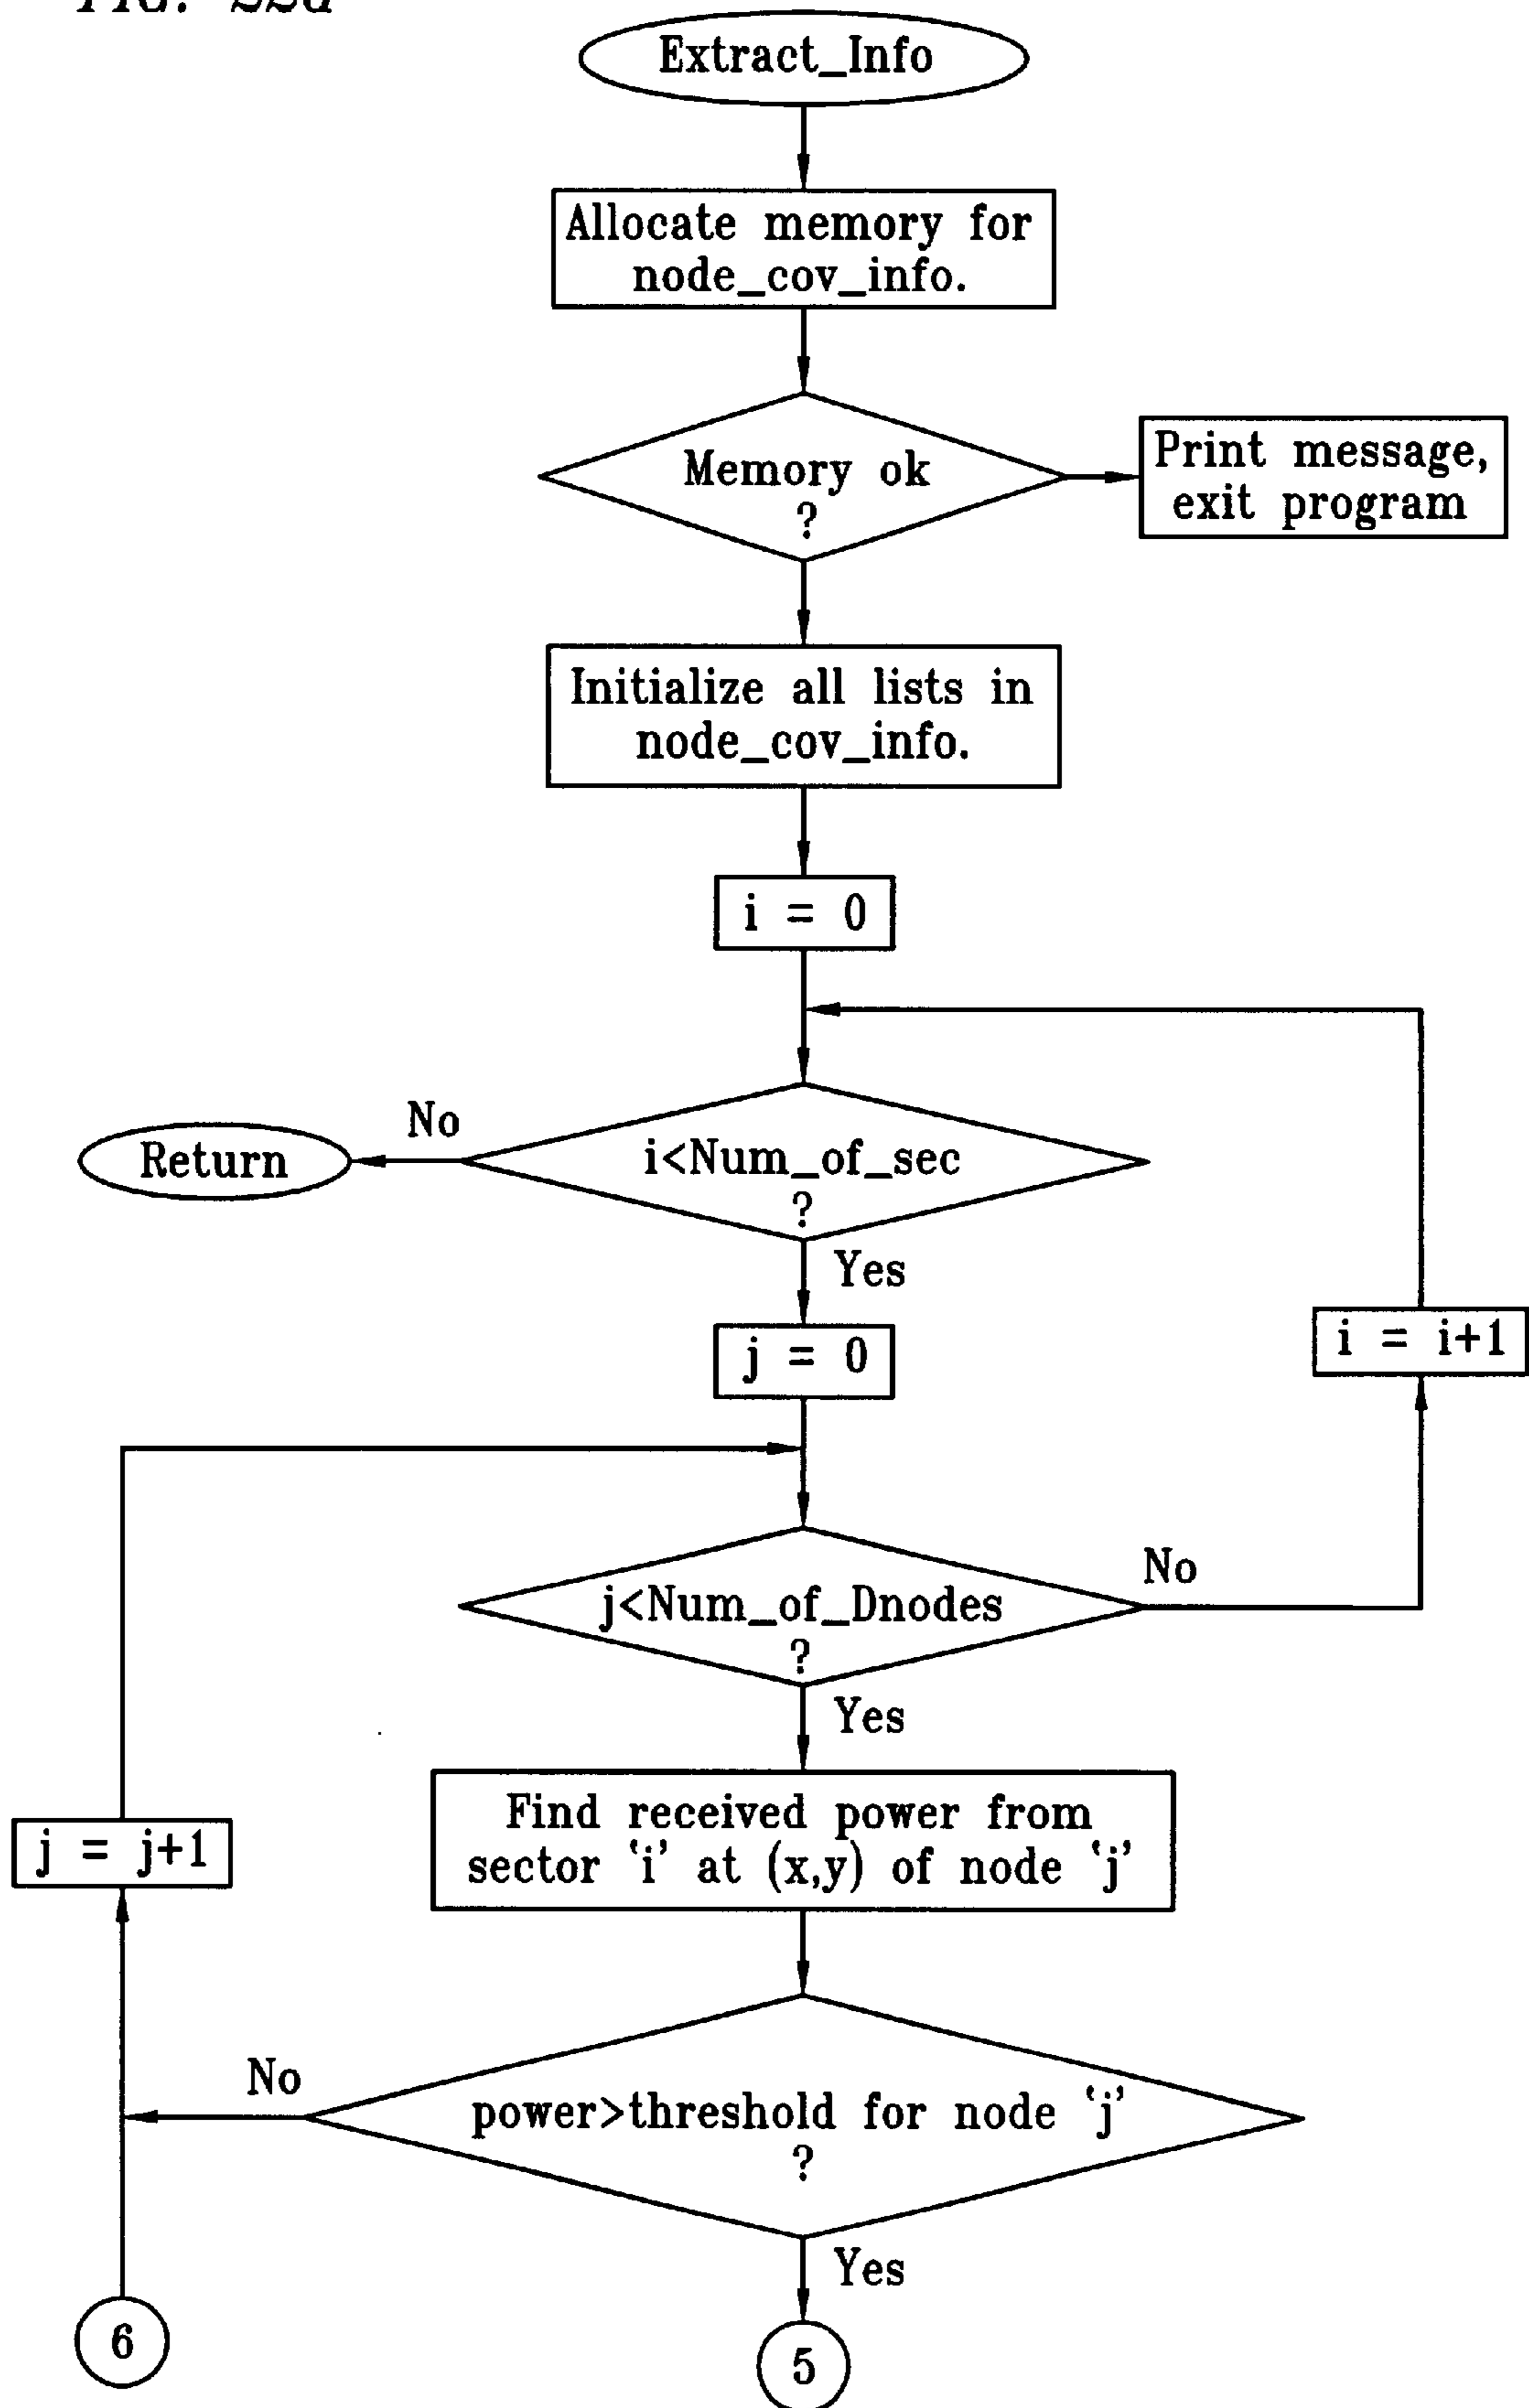 FIG. 22a
Extract_Info
Allocate memory for
node_cov_info.
Memory ok
?
Print message,
exit program
Initialize all lists in
node_cov_info.
i = 0
No
Return
i<Num_of_sec
?
Yes
j = 0
i = i+1
No
j<Num_of_Dnodes
?
Yes
Find received power from
sector ‘i’ at (x,y) of node ‘j’
j = j+1
No
power>threshold for node ‘j’
?
Yes
6
5